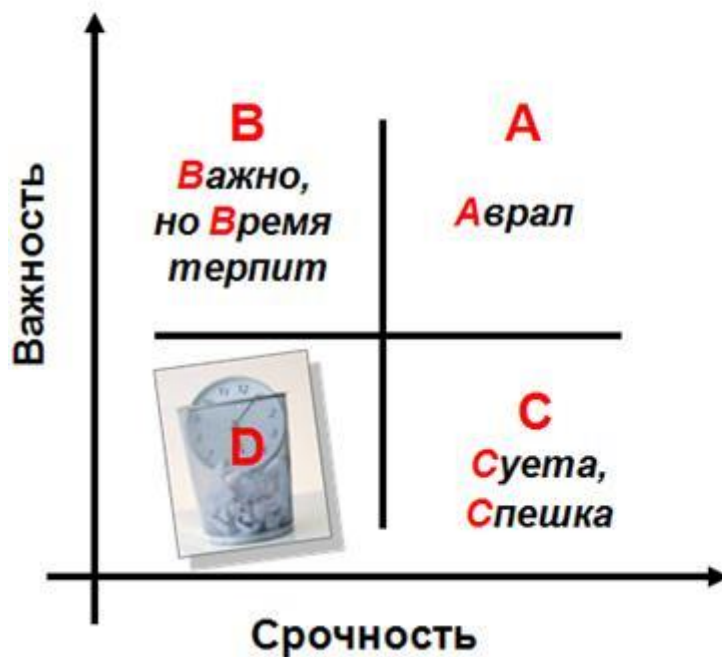 Важность
В
Важно,
но Время
терпит
А
Аврал
D
С
Суета,
Спешка
Срочность